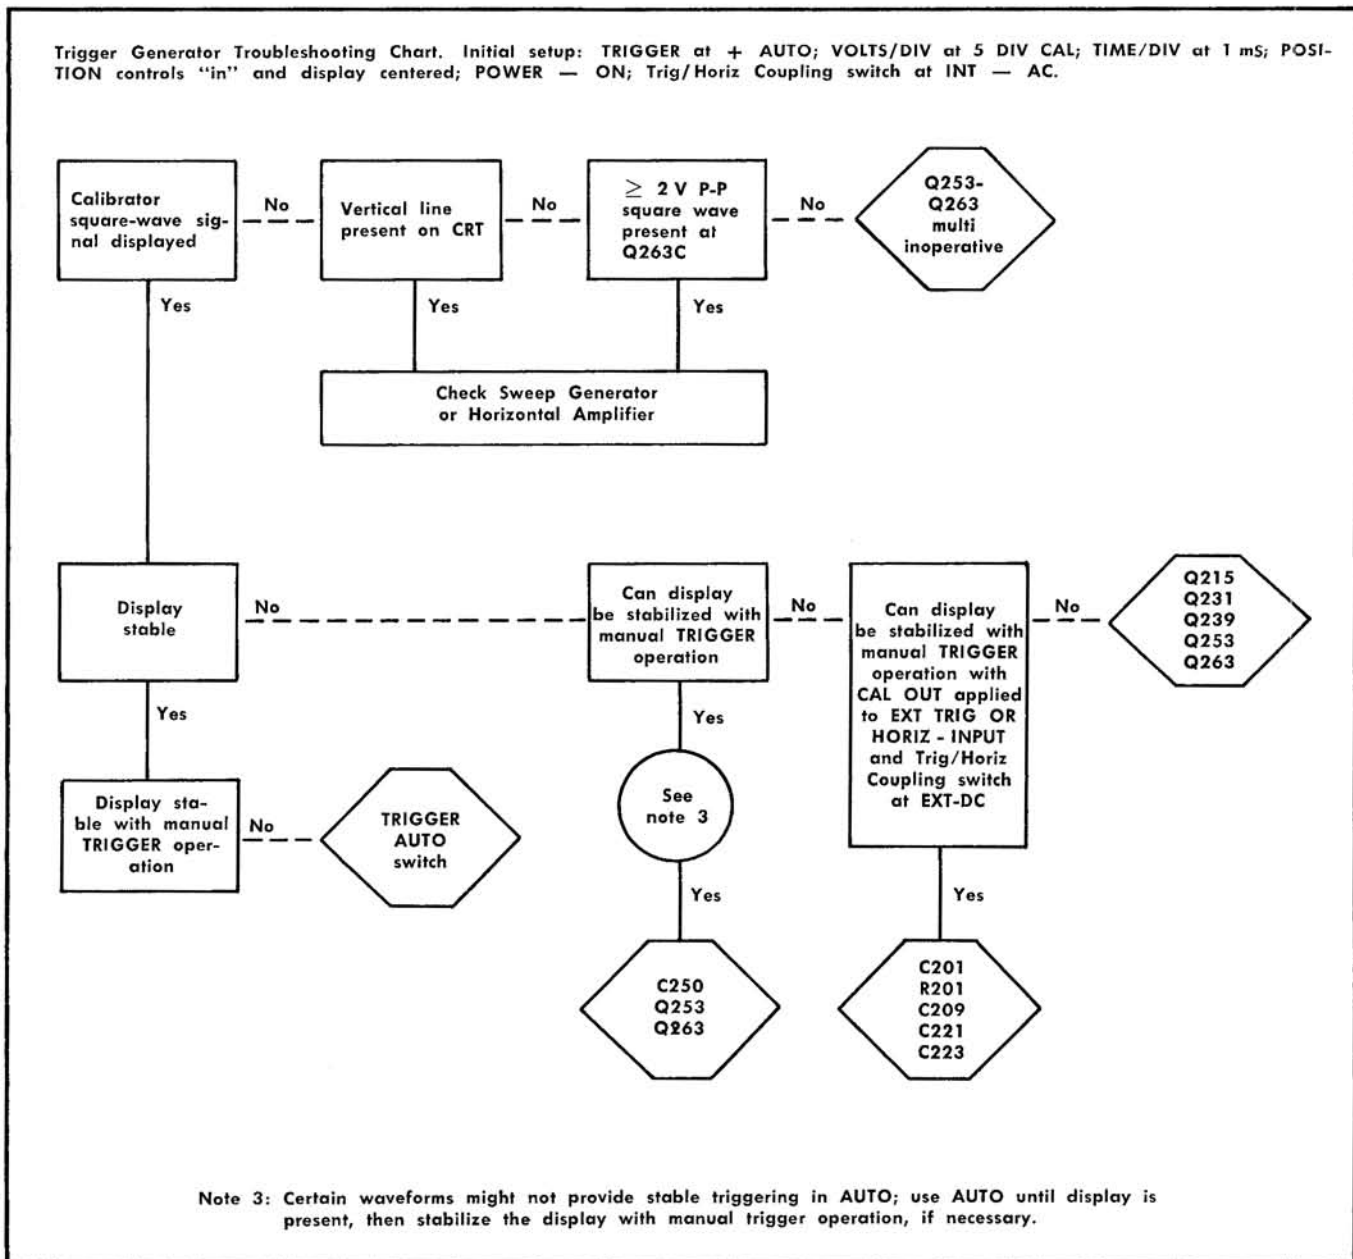 Trigger Generator Troubleshooting Chart. Initial setup: TRIGGER at + AUTO; VOLTS/DIV at 5 DIV CAL; TIME/DIV at 1 mS; POSI-
TION controls "in" and display centered; POWER — ON; Trig/Horiz Coupling switch at INT — AC.
Calibrator
square-wave sig-
nal displayed
No
Vertical line
present on CRT
No
≥ 2 V P-P
square wave
present at
Q263C
No
Q253-
Q263
multi
inoperative
Yes
Yes
Yes
Check Sweep Generator
or Horizontal Amplifier
Display
stable
No
Can display
be stabilized with
manual TRIGGER
operation
No
Can display
be stabilized with
manual TRIGGER
operation with
CAL OUT applied
to EXT TRIG OR
HORIZ - INPUT
and Trig/Horiz
Coupling switch
at EXT-DC
No
Q215
Q231
Q239
Q253
Q263
Yes
Yes
Display sta-
ble with manual
TRIGGER oper-
ation
No
TRIGGER
AUTO
switch
See
note 3
Yes
Yes
C250
Q253
Q263
C201
R201
C209
C221
C223
Note 3: Certain waveforms might not provide stable triggering in AUTO; use AUTO until display is
present, then stabilize the display with manual trigger operation, if necessary.